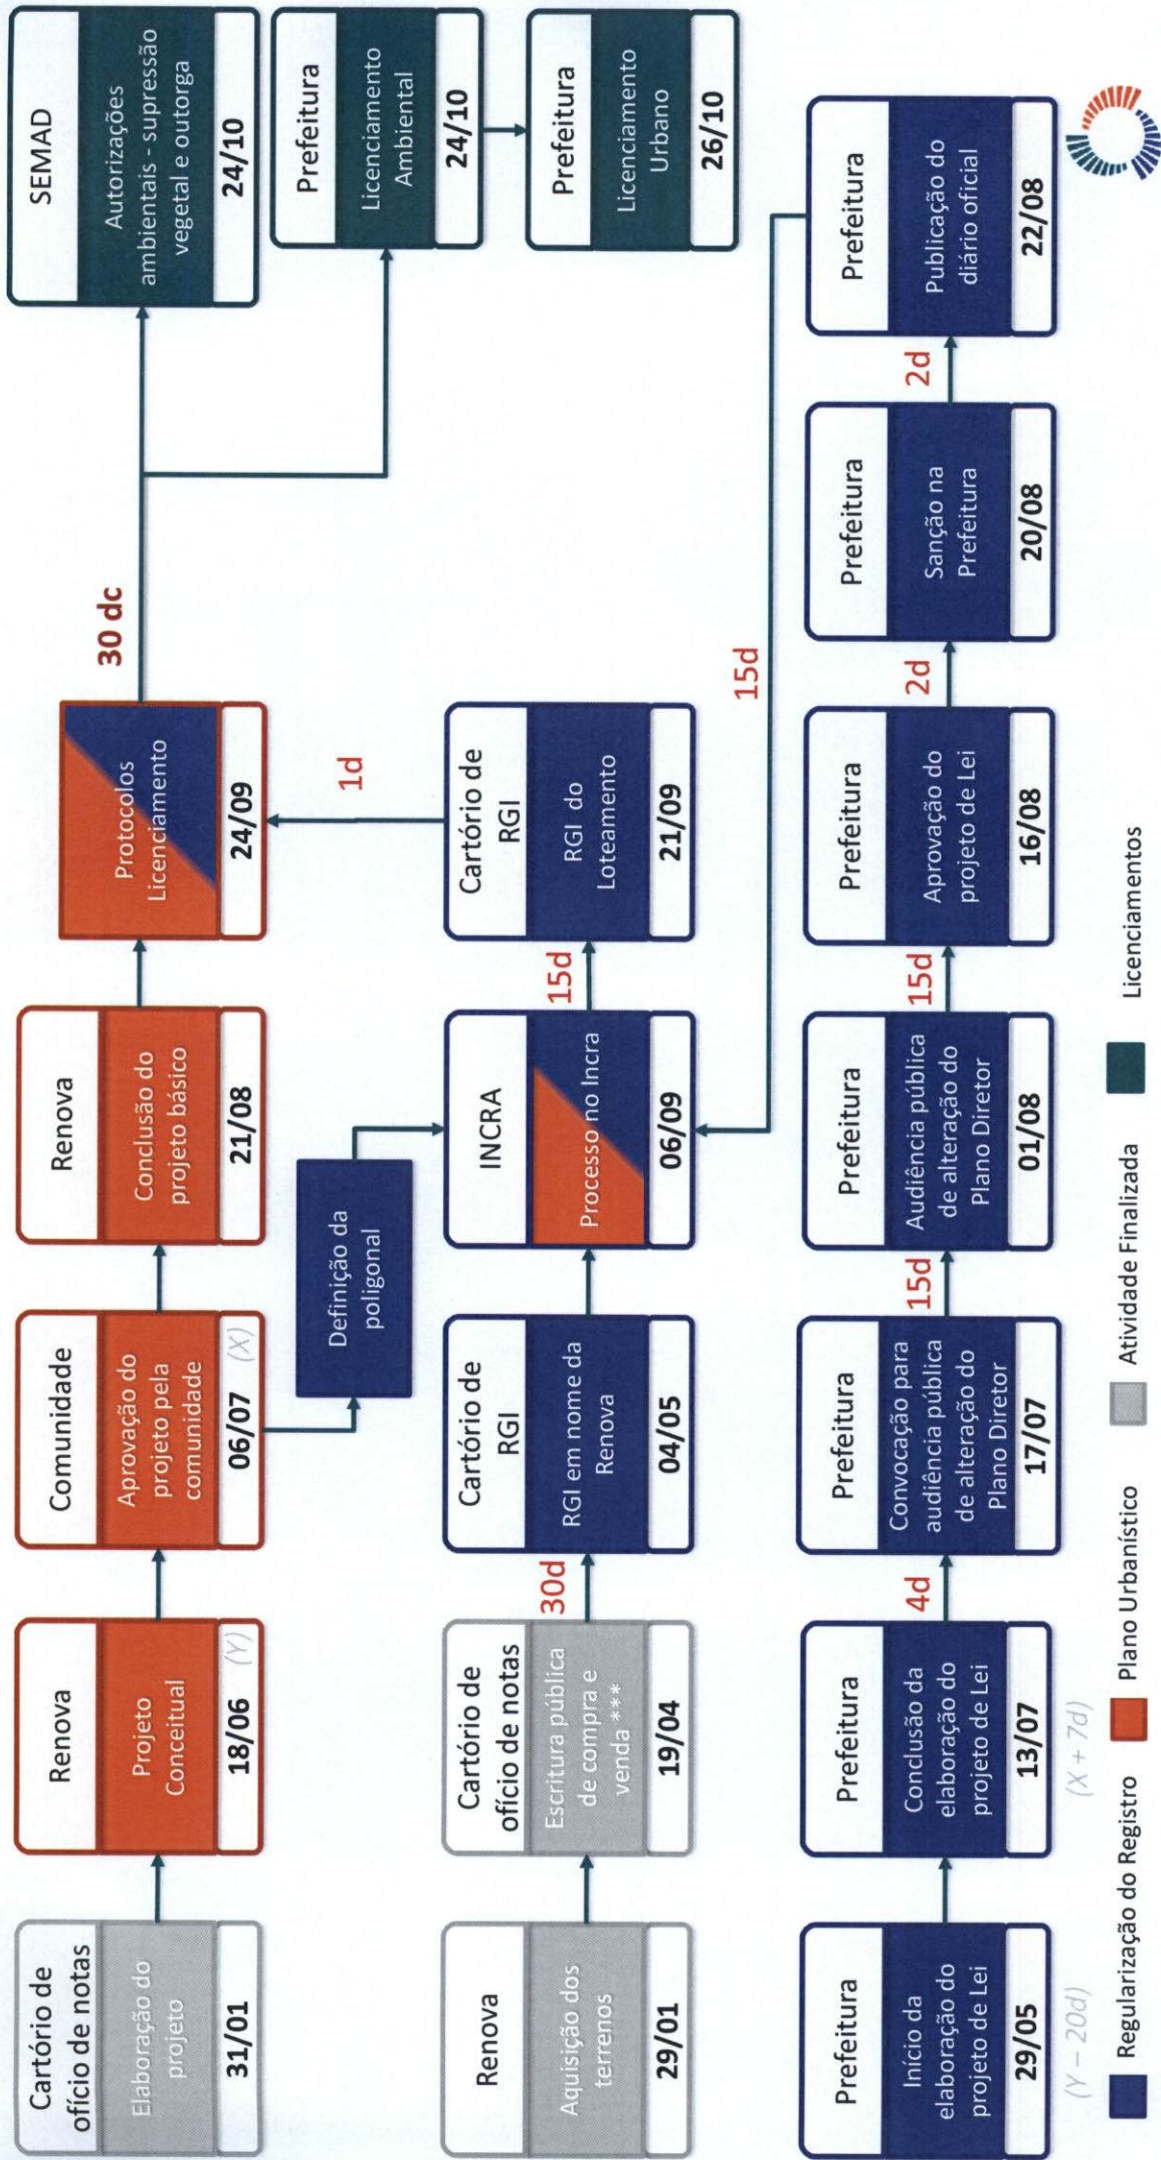 Cartório de
ofício de notas
Elaboração do
projeto
31/01
Renova
Projeto
Conceitual
18/06
(Y)
Comunidade
Aprovação do
projeto pela
comunidade
06/07
(X)
Renova
Conclusão do
projeto básico
21/08
Protocolos
Licenciamento
24/09
30 dc
SEMAD
Autorizações
ambientais - supressão
vegetal e outorga
24/10
Prefeitura
Licenciamento
Ambiental
24/10
Prefeitura
Licenciamento
Urbano
26/10
Definição da
poligonal
Renova
Aquisição dos
terrenos
29/01
Cartório de
ofício de notas
Escritura pública
de compra e
venda ***
19/04
30d
Cartório de
RGI
RGI em nome da
Renova
04/05
INCRA
Processo no Incra
06/09
15d
Cartório de
RGI
RGI do
Loteamento
21/09
1d
15d
Prefeitura
Início da
elaboração do
projeto de Lei
29/05
(Y – 20d)
Prefeitura
Conclusão da
elaboração do
projeto de Lei
13/07
(X + 7d)
4d
Prefeitura
Convocação para
audiência pública
de alteração do
Plano Diretor
17/07
15d
Prefeitura
Audiência pública
de alteração do
Plano Diretor
01/08
15d
Prefeitura
Aprovação do
projeto de Lei
16/08
2d
Prefeitura
Sanção na
Prefeitura
20/08
2d
Prefeitura
Publicação do
diário oficial
22/08
Regularização do Registro
Plano Urbanístico
Atividade Finalizada
Licenciamentos